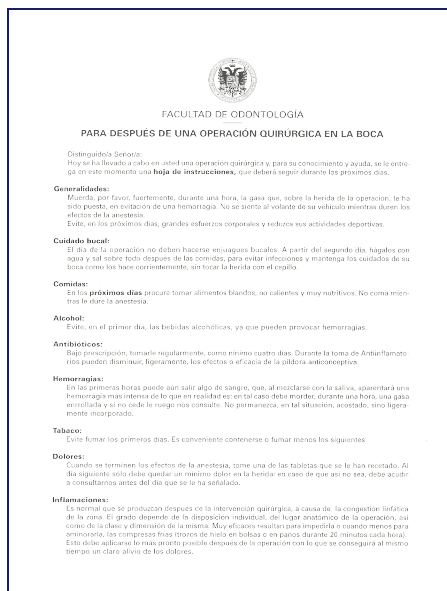 FACULTAD DE ODONTOLOGÍA
PARA DESPUÉS DE UNA OPERACIÓN QUIRÚRGICA EN LA BOCA
Distinguido/a Señor/a:
Hoy se ha llevado a cabo en usted una operación quirúrgica y, para su conocimiento y ayuda, se le entre-
ga en este momento una hoja de instrucciones, que deberá seguir durante los próximos días.
Generalidades:
Muerda, por favor, fuertemente, durante una hora, la gasa que, sobre la herida de la operación, le ha
sido puesta, en evitación de una hemorragia. No se siente al volante de su vehículo mientras duren los
efectos de la anestesia.
Evite, en los próximos días, grandes esfuerzos corporales y reduzca sus actividades deportivas.
Cuidado bucal:
El día de la operación no deben hacerse enjuagues bucales. A partir del segundo día, hágalos con
agua y sal sobre todo después de las comidas, para evitar infecciones y mantenga los cuidados de su
boca como los hace corrientemente, sin tocar la herida con el cepillo.
Comidas:
En los próximos días procure tomar alimentos blandos, no calientes y muy nutritivos. No coma mien-
tras le dure la anestesia.
Alcohol:
Evite, en el primer día, las bebidas alcohólicas, ya que pueden provocar hemorragias.
Antibióticos:
Bajo prescripción, tomarle regularmente, como mínimo cuatro días. Durante la toma de Antiinflamato-
rios pueden disminuir, ligeramente, los efectos o eficacia de la píldora anticonceptiva.
Hemorragias:
En las primeras horas puede aún salir algo de sangre, que, al mezclarse con la saliva, aparentará una
hemorragia más intensa de lo que en realidad es: en tal caso debe morder, durante una hora, una gasa
enrollada y si no cede le ruego nos consulte. No permanezca, en tal situación, acostado, sino ligera-
mente incorporado.
Tabaco:
Evite fumar los primeros días. Es conveniente contenerse o fumar menos los siguientes.
Dolores:
Cuando se terminen los efectos de la anestesia, tome una de las tabletas que se le han recetado. Al
día siguiente sólo debe quedar un mínimo dolor en la herida: en caso de que así no sea, debe acudir
a consultarnos antes del día que se le ha señalado.
Inflamaciones:
Es normal que se produzcan después de la intervención quirúrgica, a causa de la congestión linfática
de la zona. El grado depende de la disposición individual, del lugar anatómico de la operación, así
como de la clase y dimensión de la misma. Muy eficaces resultan para impedirla o cuando menos para
aminorarla, las compresas frías (trozos de hielo en bolsas o en panos durante 20 minutos cada hora).
Esto debe aplicarse lo más pronto posible después de la operación con lo que se conseguirá al mismo
tiempo un claro alivio de los dolores.